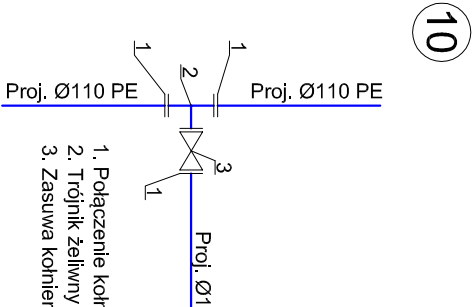 10
1
1
2
Proj. Ø110 PE
Proj. Ø110 PE
3
1
Proj. Ø1
1. Połączenie kołr
2. Trójnik żeliwny
3. Zasuwa kołnier